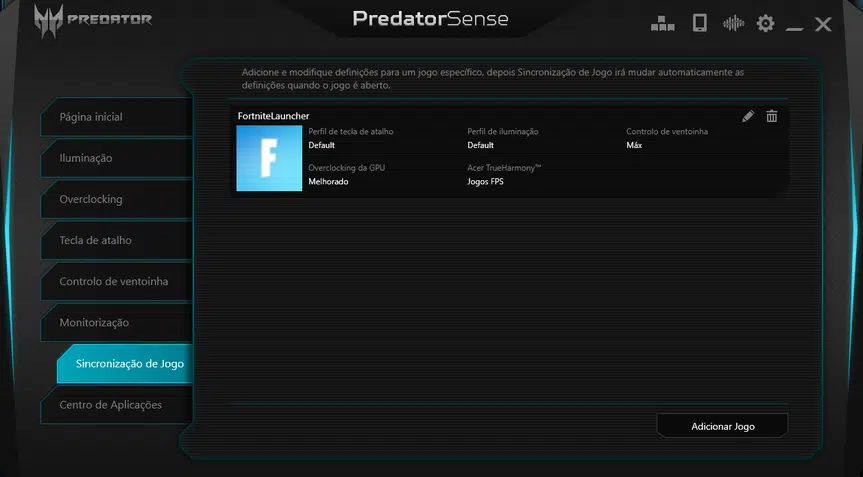 PREDATOR
PredatorSense
Adicione e modifique definições para um jogo específico, depois Sincronização de Jogo irá mudar automaticamente as
definições quando o jogo é aberto.
Página inicial
Iluminação
Overclocking
Tecla de atalho
Controlo de ventoinha
Monitorização
Sincronização de Jogo
Centro de Aplicações
FortniteLauncher
F
Perfil de tecla de atalho
Default
Perfil de iluminação
Default
Controlo de ventoinha
Máx
Overclocking da GPU
Melhorado
Acer TrueHarmony™
Jogos FPS
Adicionar Jogo